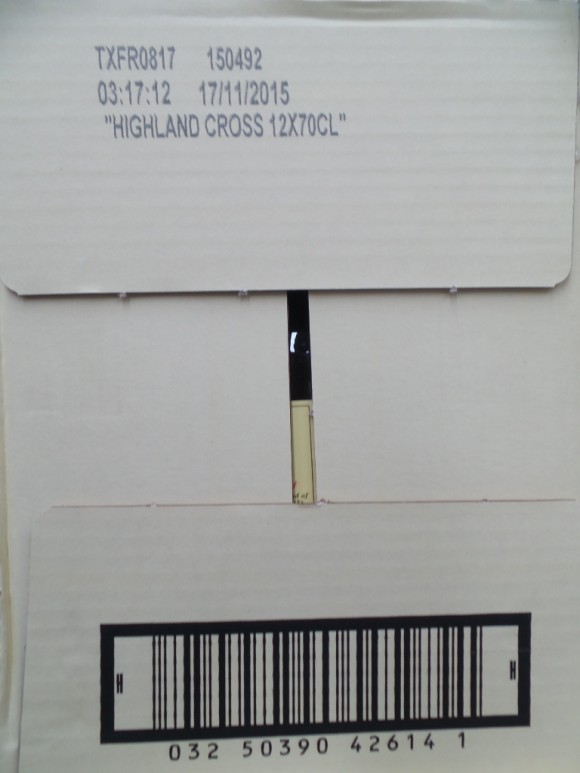 TXFR0817 150492
03:17:12 17/11/2015
"HIGHLAND CROSS 12X70CL"
H H
032 50390 42614 1